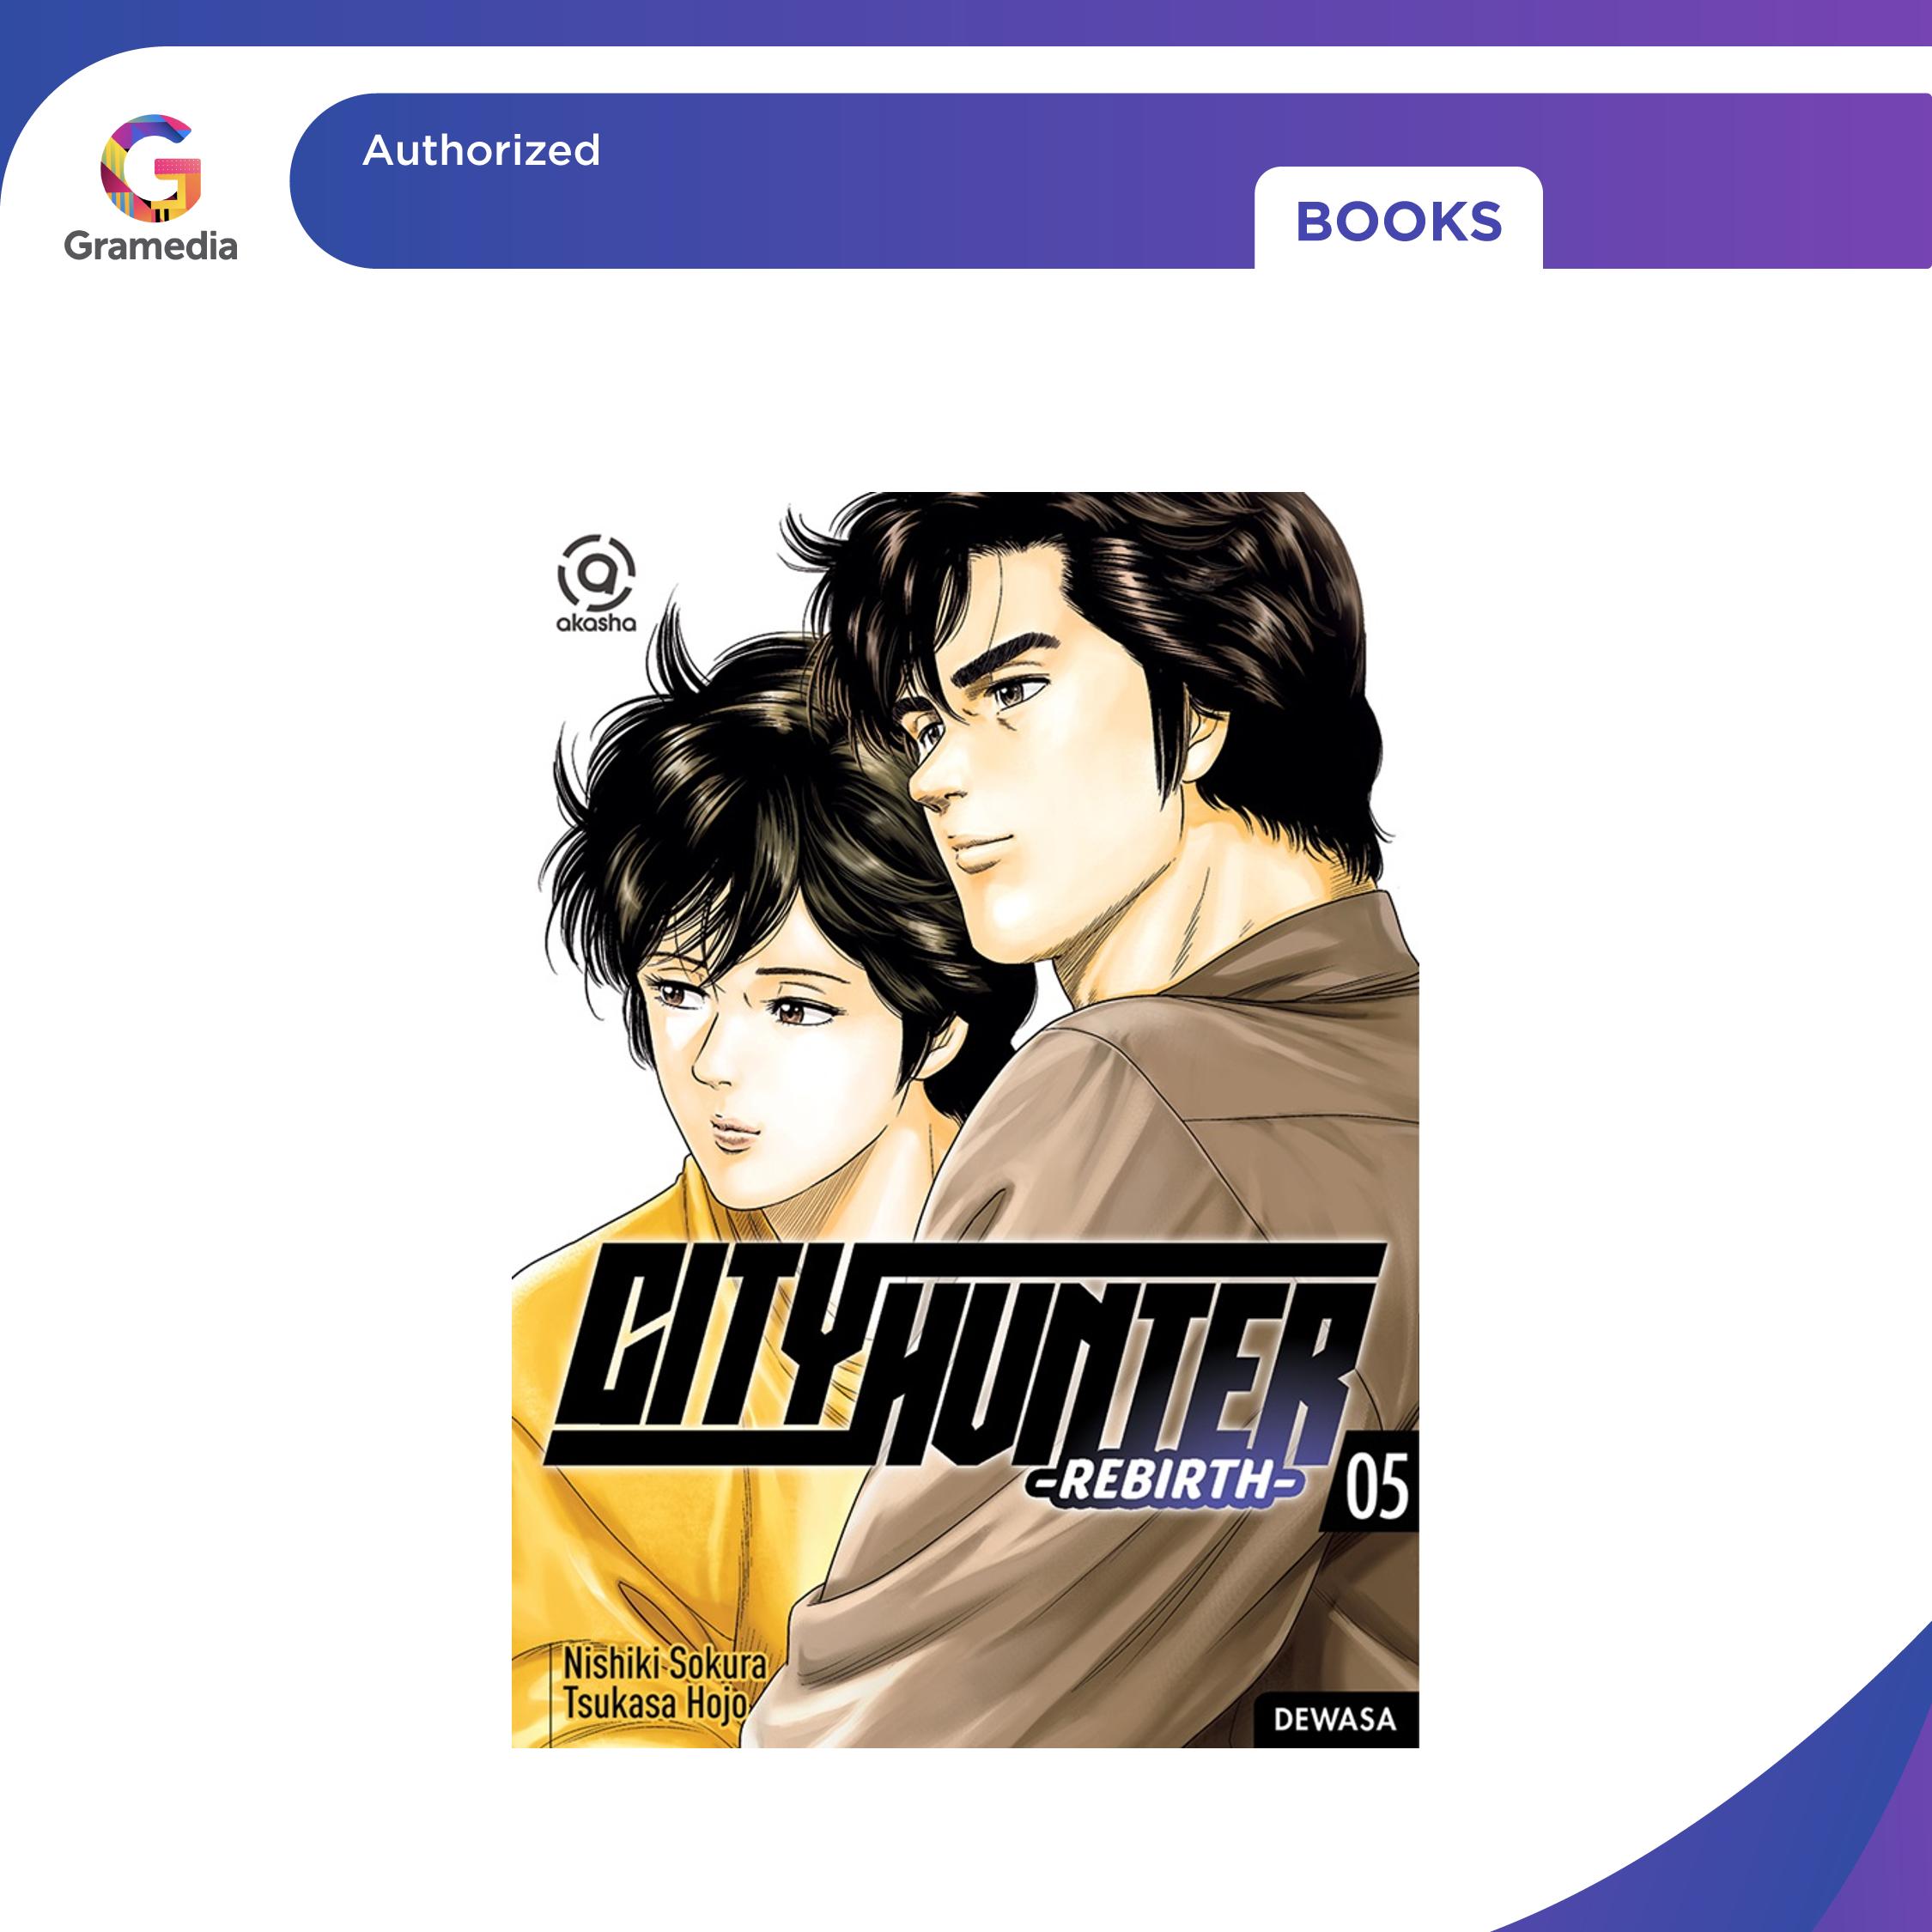 Authorized
BOOKS
Gramedia
akasha
CITY HUNTER
-REBIRTH-
05
Nishiki Sokura
Tsukasa Hojo
DEWASA